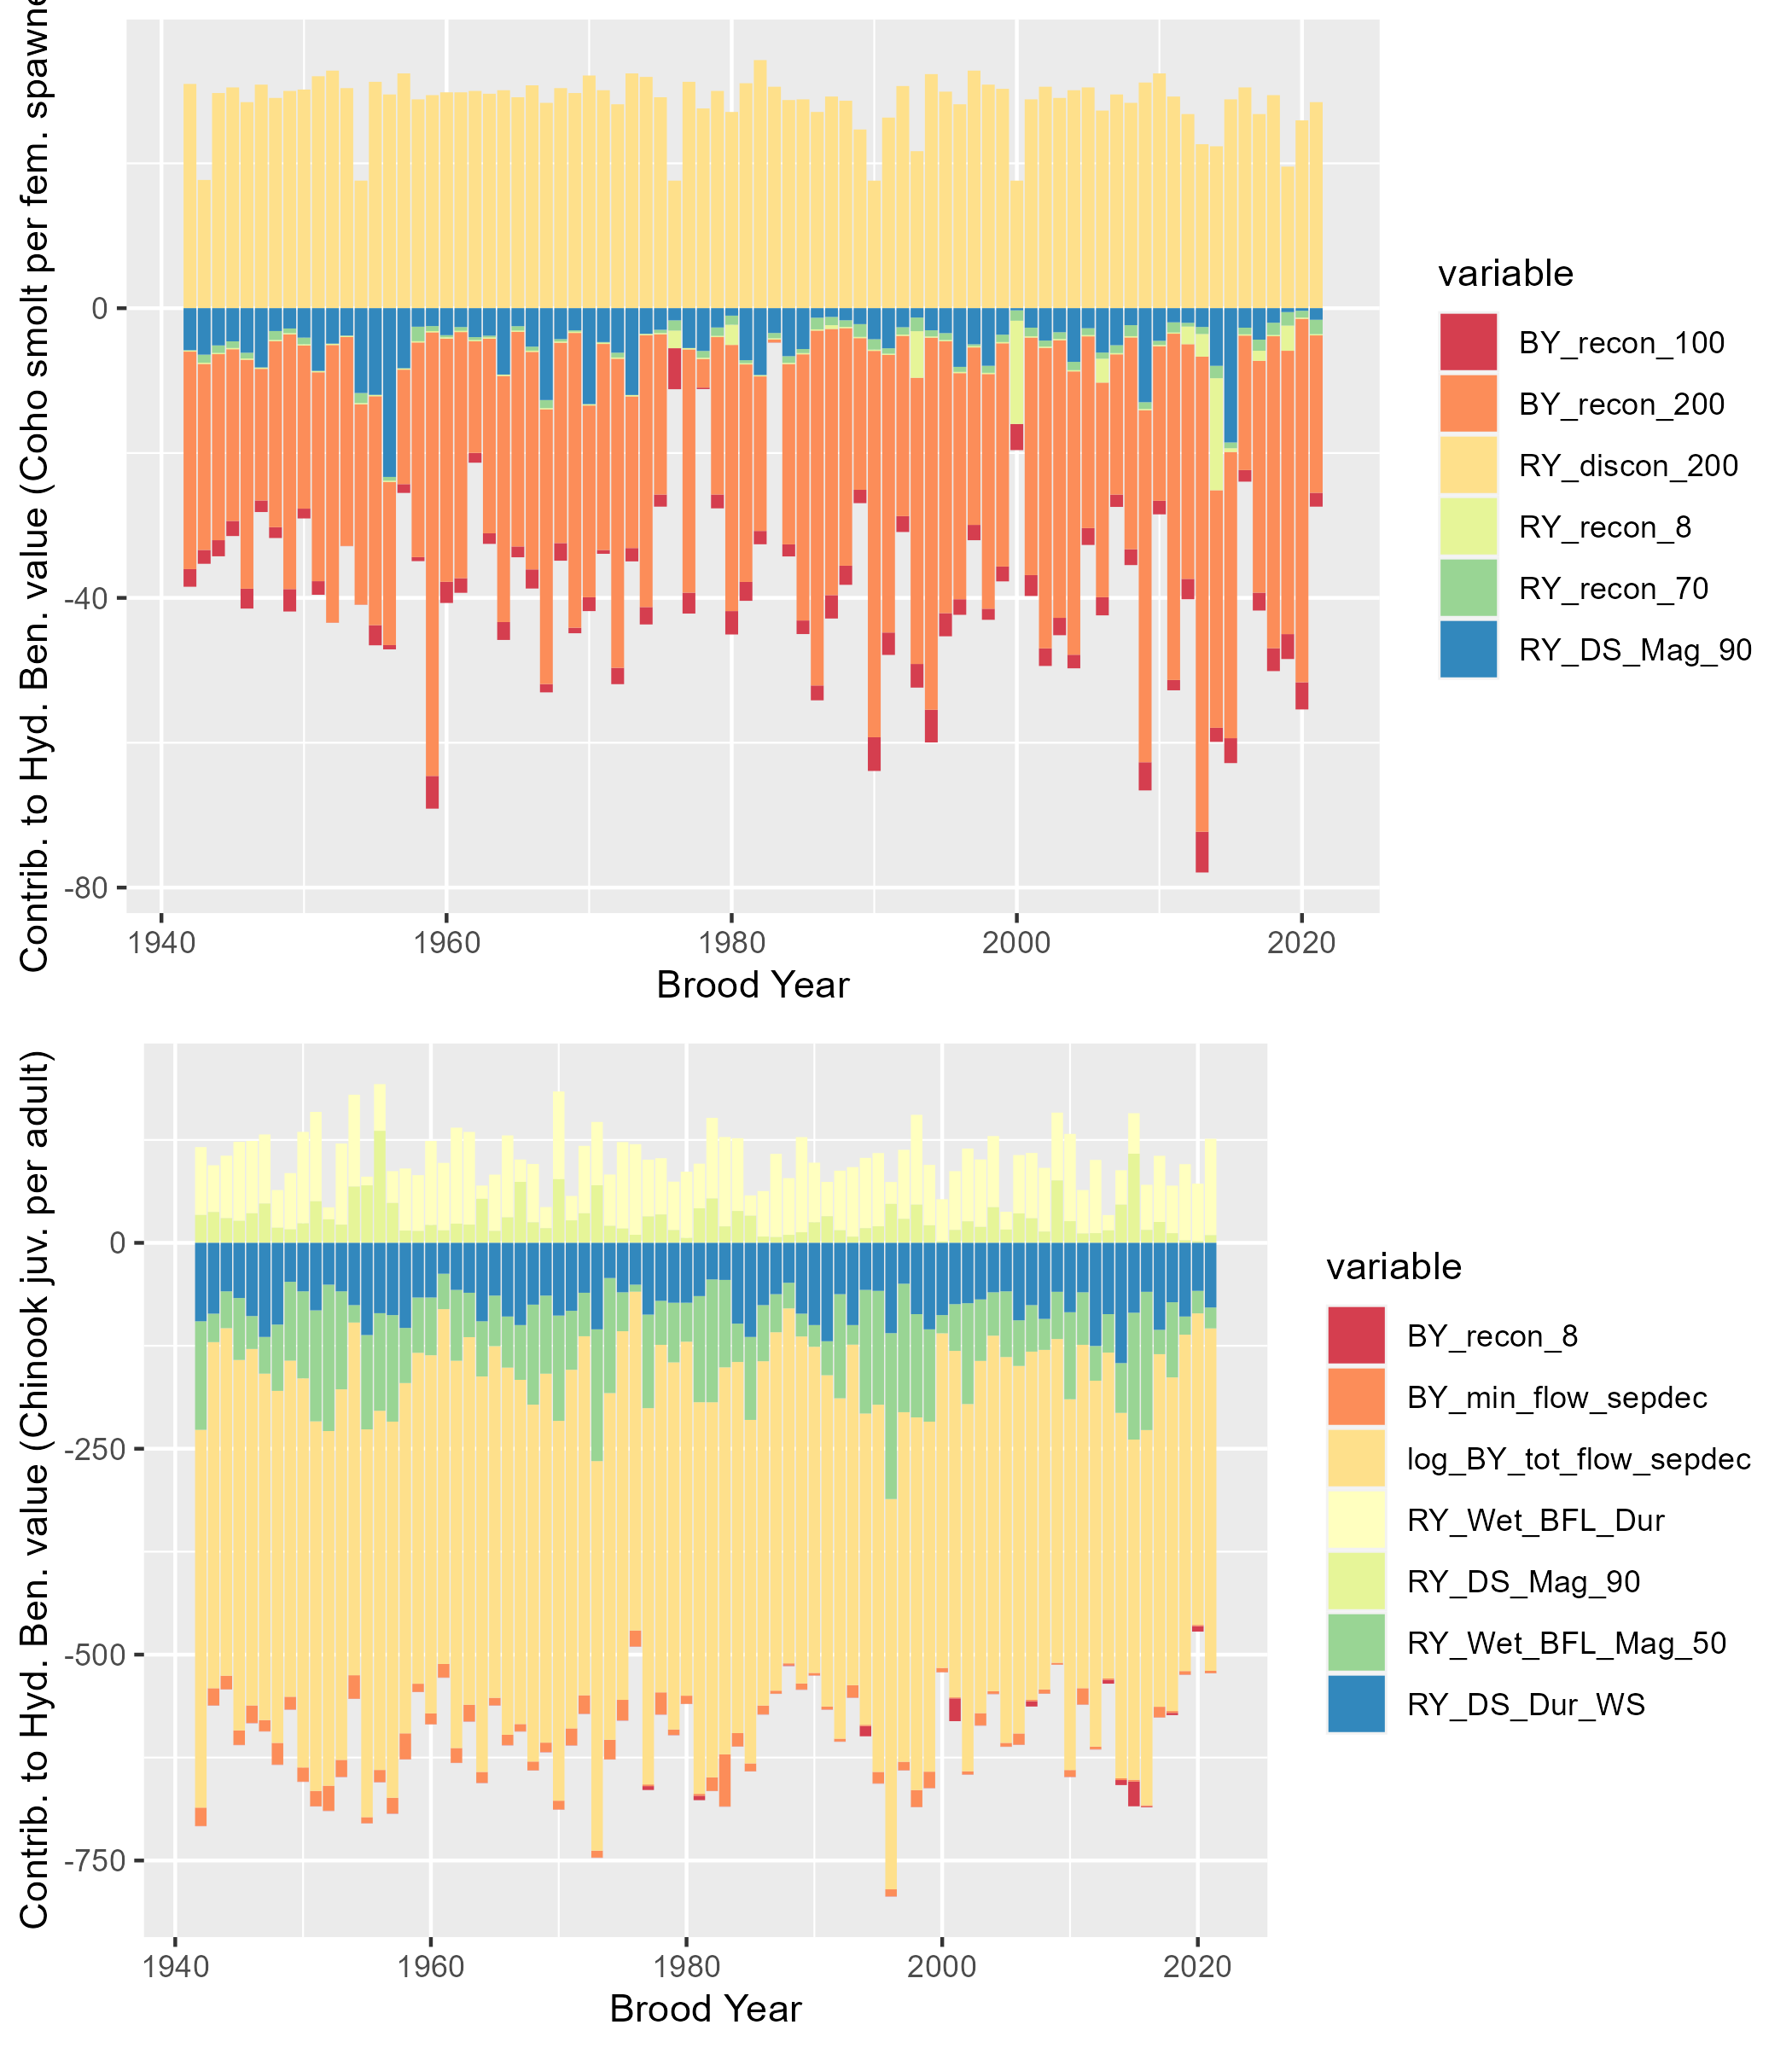 Contrib. to Hyd. Ben. value (Coho smolt per fem. spawne
0
-40
-80
1940
1960
1980
2000
2020
Brood Year
variable
BY_recon_100
BY_recon_200
RY_discon_200
RY_recon_8
RY_recon_70
RY_DS_Mag_90
Contrib. to Hyd. Ben. value (Chinook juv. per adult)
0
-250
-500
-750
1940
1960
1980
2000
2020
Brood Year
variable
BY_recon_8
BY_min_flow_sepdec
log_BY_tot_flow_sepdec
RY_Wet_BFL_Dur
RY_DS_Mag_90
RY_Wet_BFL_Mag_50
RY_DS_Dur_WS